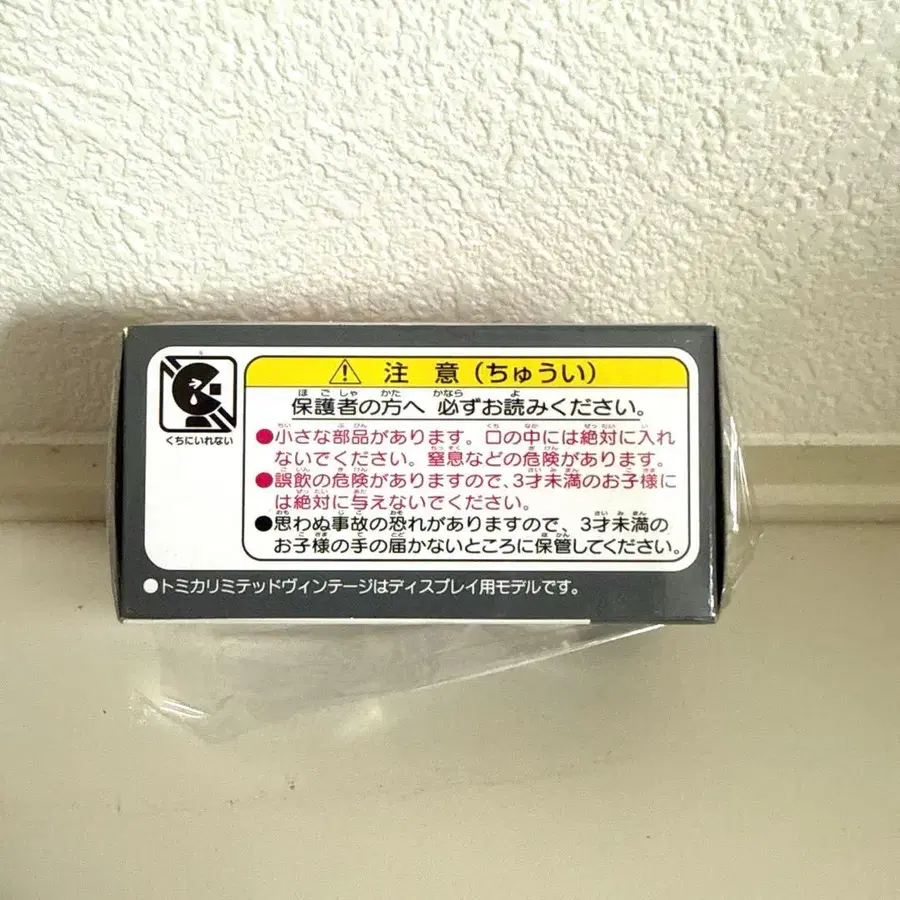 くちにいれない
注 意 (ちゅうい)
保護者の方へ 必ずお読みください。
●小さな部品があります。口の中には絶対に入れ
ないでください。窒息などの危険があります。
●誤飲の危険がありますので、3才未満のお子様に
は絶対に与えないでください。
●思わぬ事故の恐れがありますので、3才未満の
お子様の手の届かないところに保管してください。
●トミカリミテッドヴィンテージはディスプレイ用モデルです。